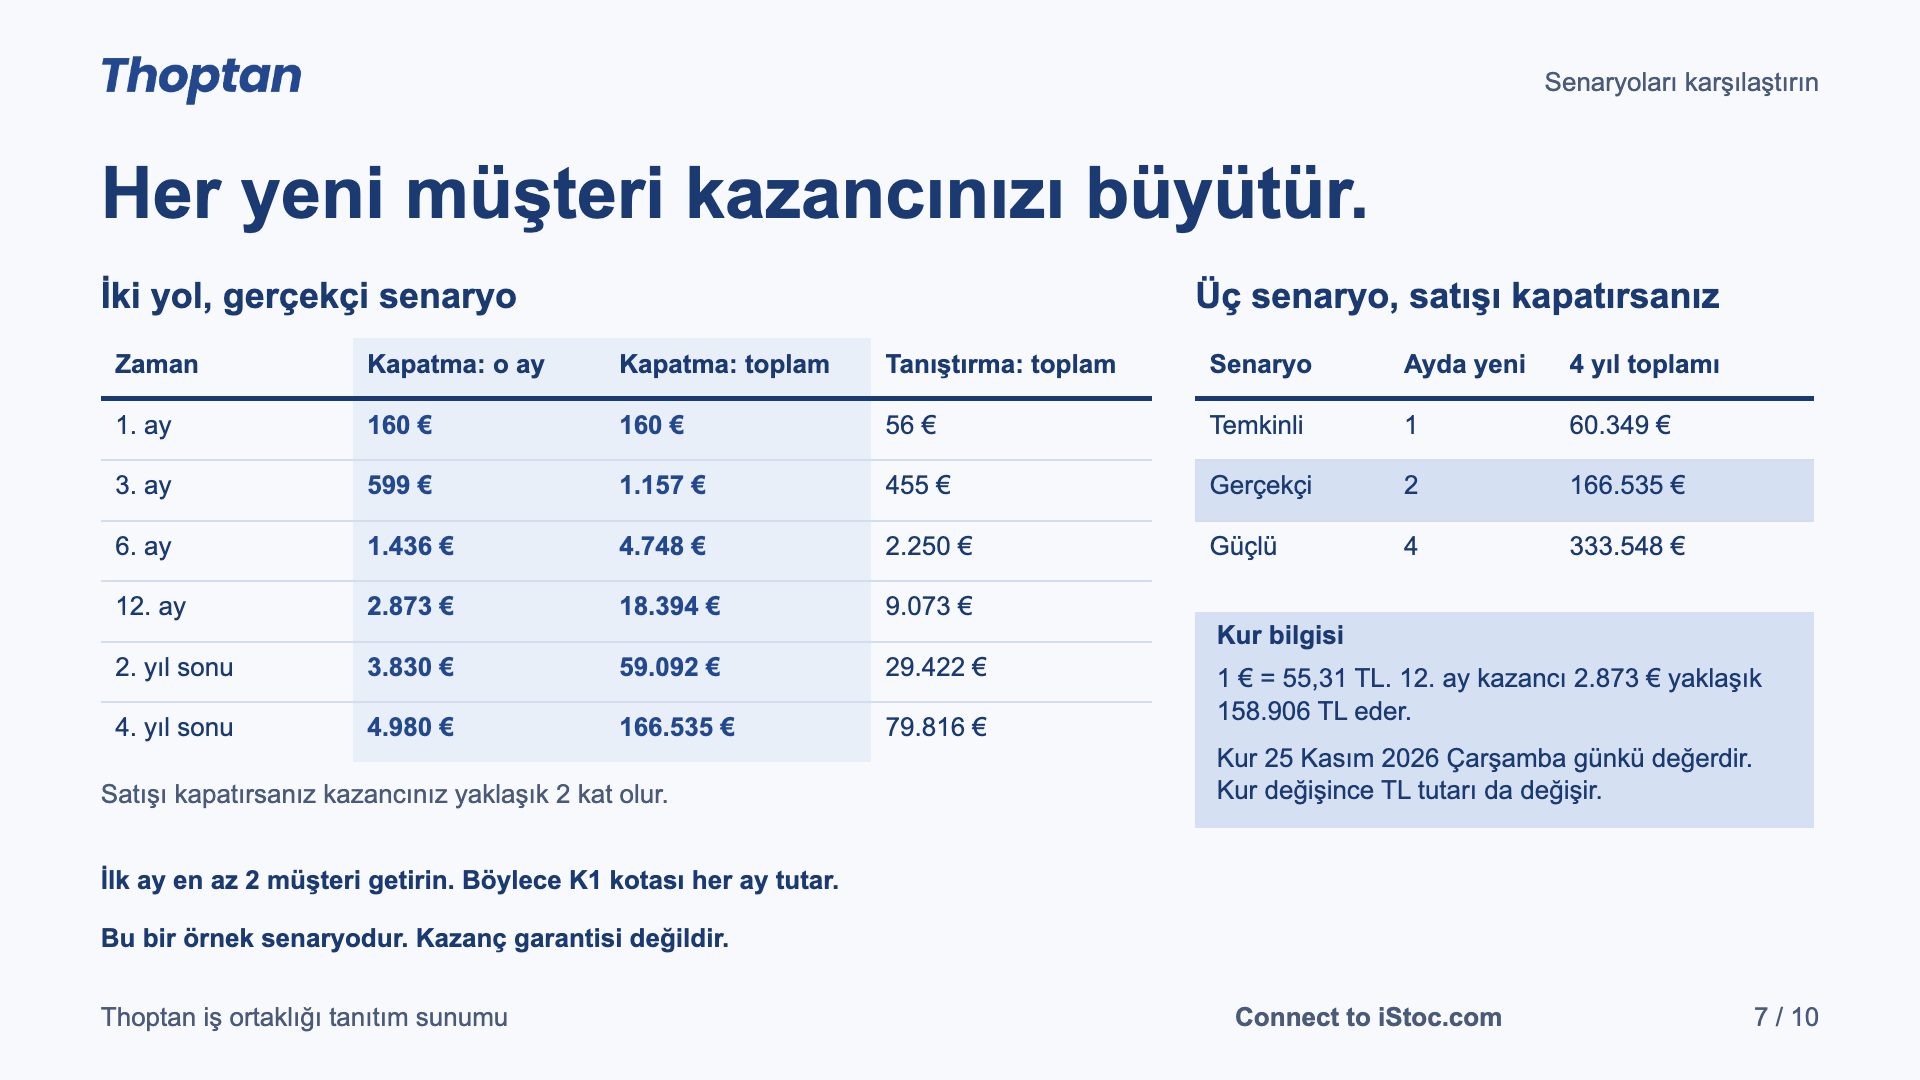 Thoptan
Senaryoları karşılaştırın
Her yeni müşteri kazancınızı büyütür.
İki yol, gerçekçi senaryo
Zaman Kapatma: o ay Kapatma: toplam Tanıştırma: toplam
1. ay 160 € 160 € 56 €
3. ay 599 € 1.157 € 455 €
6. ay 1.436 € 4.748 € 2.250 €
12. ay 2.873 € 18.394 € 9.073 €
2. yıl sonu 3.830 € 59.092 € 29.422 €
4. yıl sonu 4.980 € 166.535 € 79.816 €
Satışı kapatırsanız kazancınız yaklaşık 2 kat olur.
İlk ay en az 2 müşteri getirin. Böylece K1 kotası her ay tutar.
Bu bir örnek senaryodur. Kazanç garantisi değildir.
Üç senaryo, satışı kapatırsanız
Senaryo Ayda yeni 4 yıl toplamı
Temkinli 1 60.349 €
Gerçekçi 2 166.535 €
Güçlü 4 333.548 €
Kur bilgisi
1 € = 55,31 TL. 12. ay kazancı 2.873 € yaklaşık
158.906 TL eder.
Kur 25 Kasım 2026 Çarşamba günkü değerdir.
Kur değişince TL tutarı da değişir.
Thoptan iş ortaklığı tanıtım sunumu
Connect to iStoc.com
7 / 10